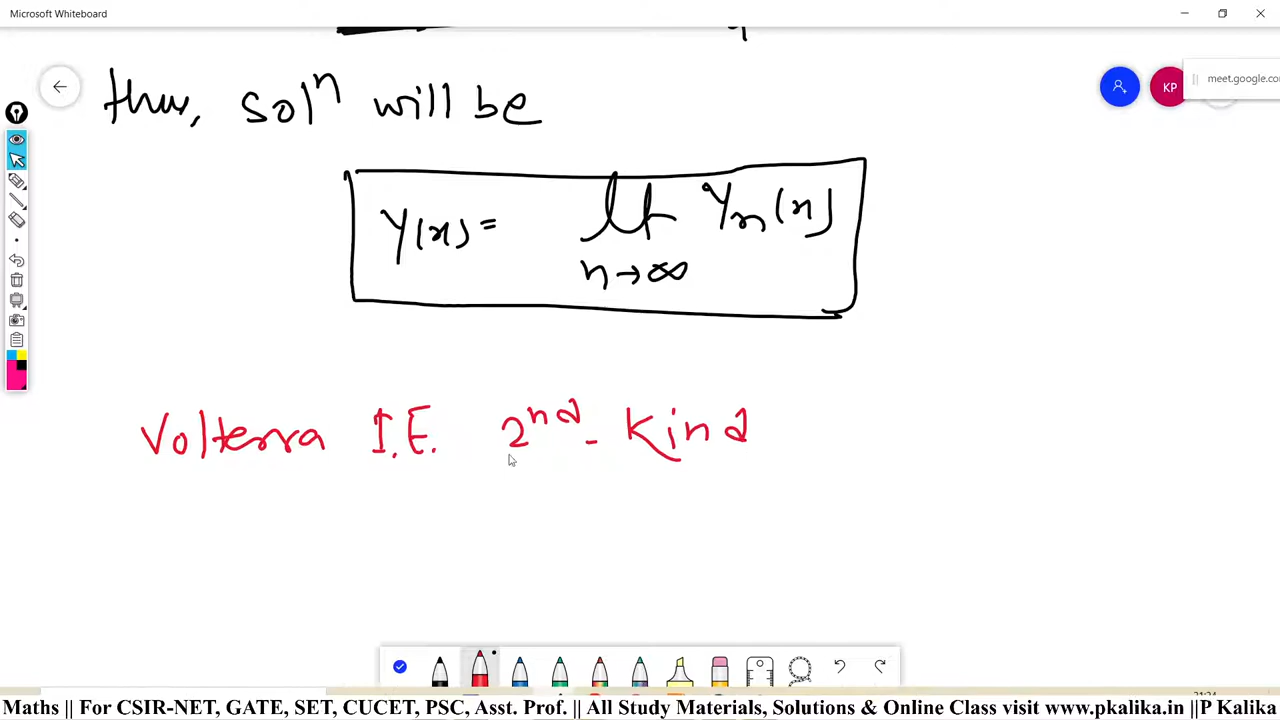 Microsoft Whiteboard
meet.google.co
KP
thus, solⁿ will be
Y(x) = lt Yₙ(x)
n→∞
Volterra I.E. 2nd - Kind
Maths || For CSIR-NET, GATE, SET, CUCET, PSC, Asst. Prof. || All Study Materials, Solutions & Online Class visit www.pkalika.in ||P Kalika